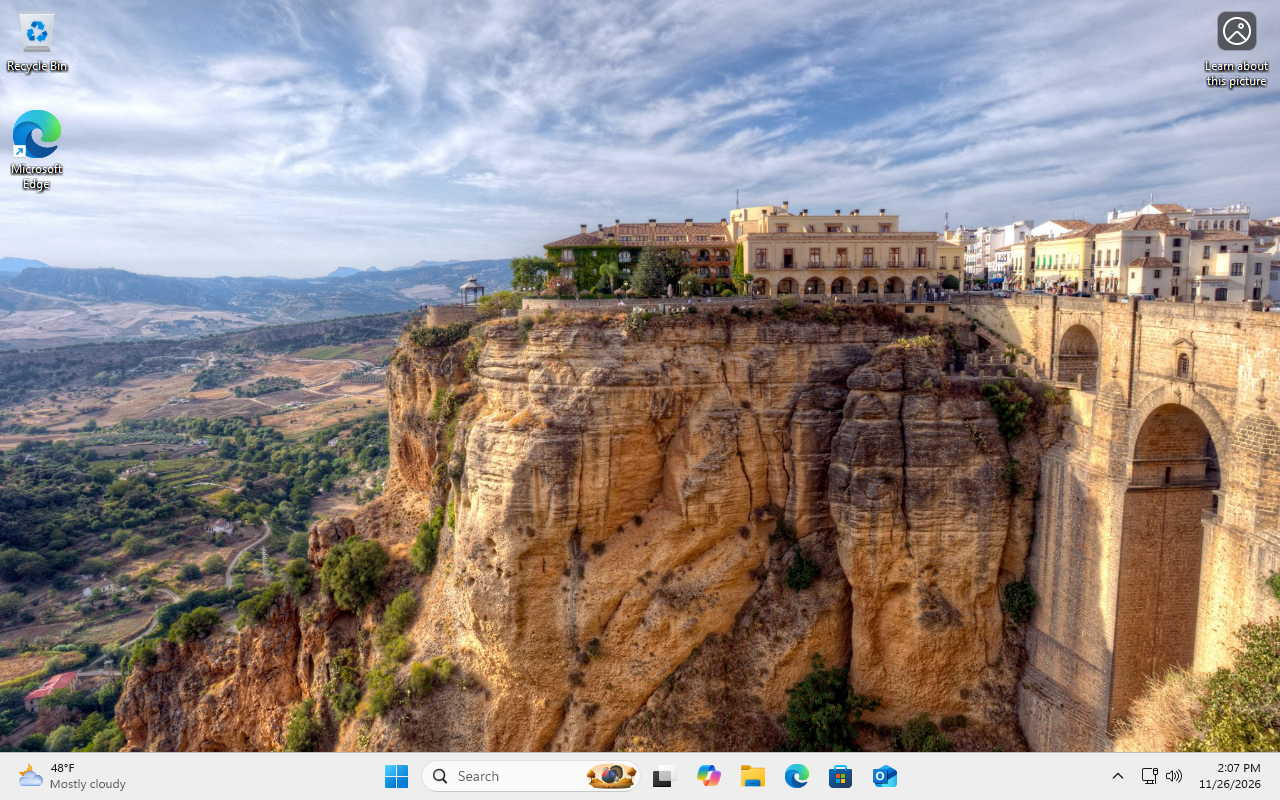 Recycle Bin
Microsoft
Edge
Learn about
this picture
48°F
Mostly cloudy
Search
2:07 PM
11/26/2026